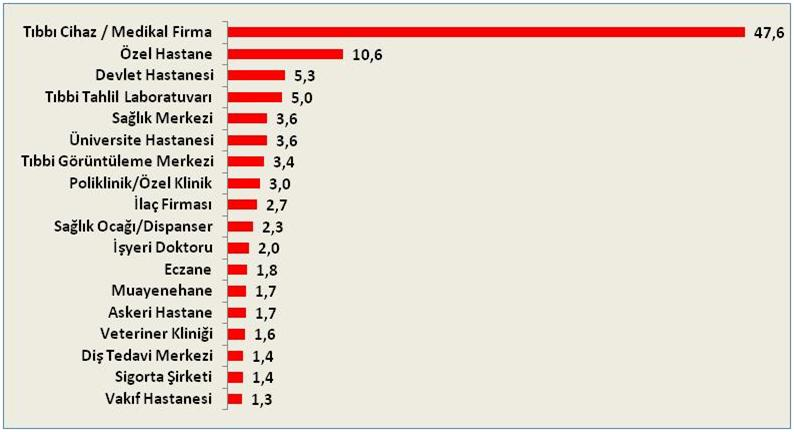 Tıbbı Cihaz / Medikal Firma 47,6
Özel Hastane 10,6
Devlet Hastanesi 5,3
Tıbbi Tahlil Laboratuvarı 5,0
Sağlık Merkezi 3,6
Üniversite Hastanesi 3,6
Tıbbi Görüntüleme Merkezi 3,4
Poliklinik/Özel Klinik 3,0
İlaç Firması 2,7
Sağlık Ocağı/Dispanser 2,3
İşyeri Doktoru 2,0
Eczane 1,8
Muayenehane 1,7
Askeri Hastane 1,7
Veteriner Kliniği 1,6
Diş Tedavi Merkezi 1,4
Sigorta Şirketi 1,4
Vakıf Hastanesi 1,3